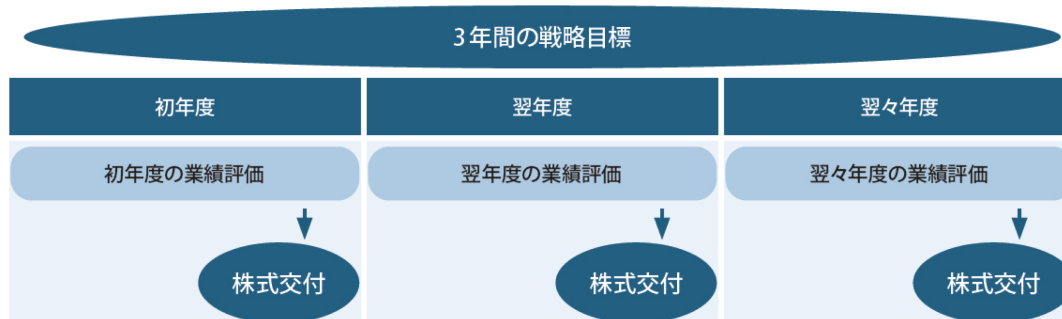 3年間の戦略目標
初年度
翌年度
翌々年度
初年度の業績評価
翌年度の業績評価
翌々年度の業績評価
株式交付
株式交付
株式交付